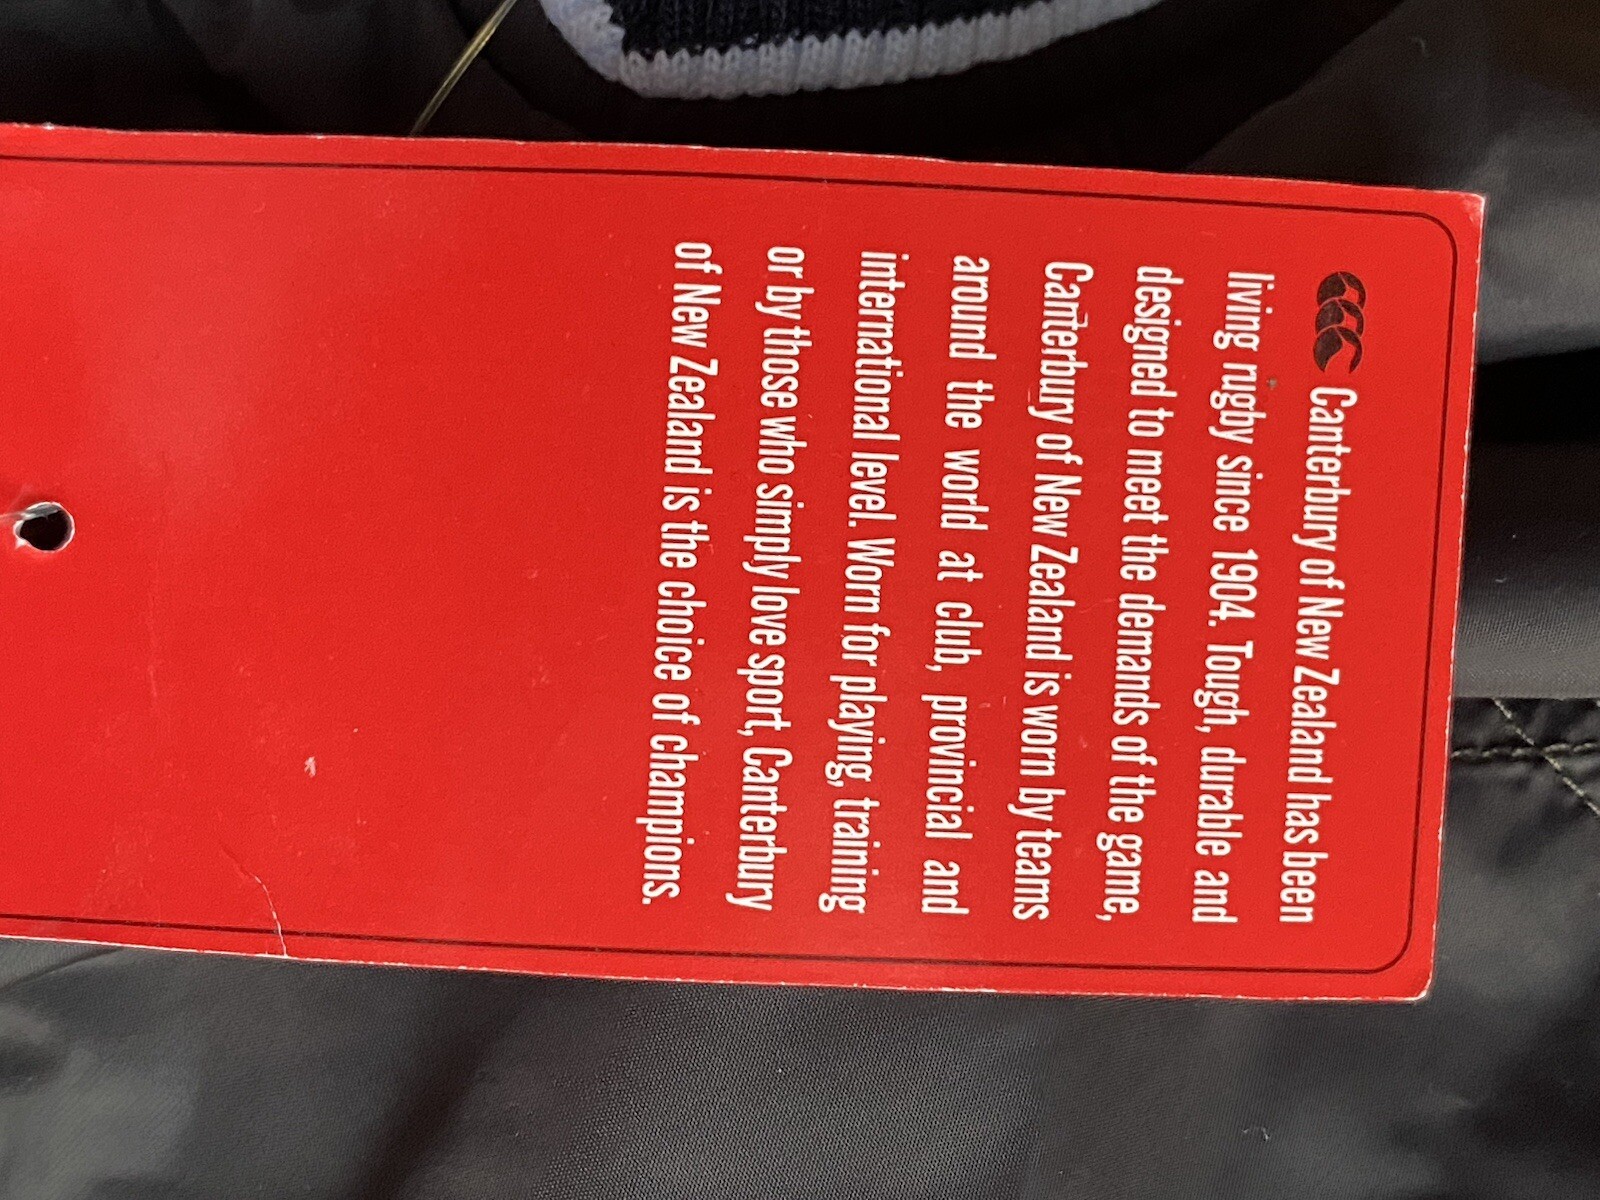 Canterbury of New Zealand has been
living rugby since 1904. Tough, durable and
designed to meet the demands of the game,
Canterbury of New Zealand is worn by teams
around the world at club, provincial and
international level. Worn for playing, training
or by those who simply love sport, Canterbury
of New Zealand is the choice of champions.